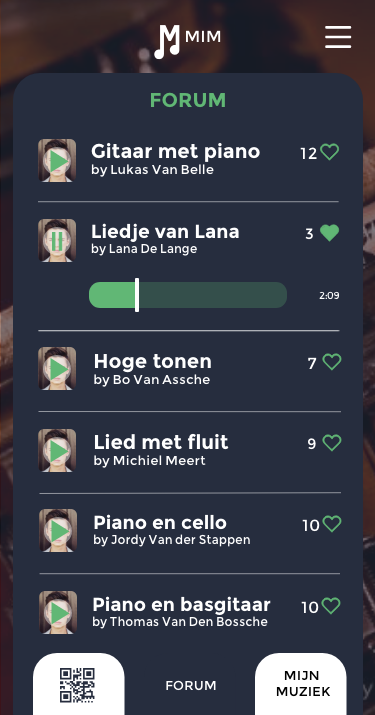 MIM
FORUM
Gitaar met piano
12
by Lukas Van Belle
Liedje van Lana
3
by Lana De Lange
2:09
Hoge tonen
7
by Bo Van Assche
Lied met fluit
9
by Michiel Meert
Piano en cello
10
by Jordy Van der Stappen
Piano en basgitaar
10
by Thomas Van Den Bossche
FORUM
MIJN
MUZIEK